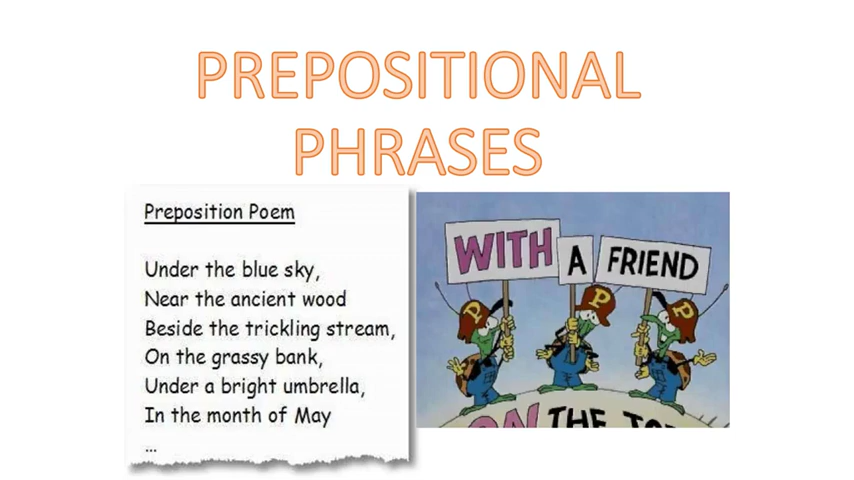 PREPOSITIONAL
PHRASES
Preposition Poem
Under the blue sky,
Near the ancient wood
Beside the trickling stream,
On the grassy bank,
Under a bright umbrella,
In the month of May
...
WITH A FRIEND
P P P
ON THE